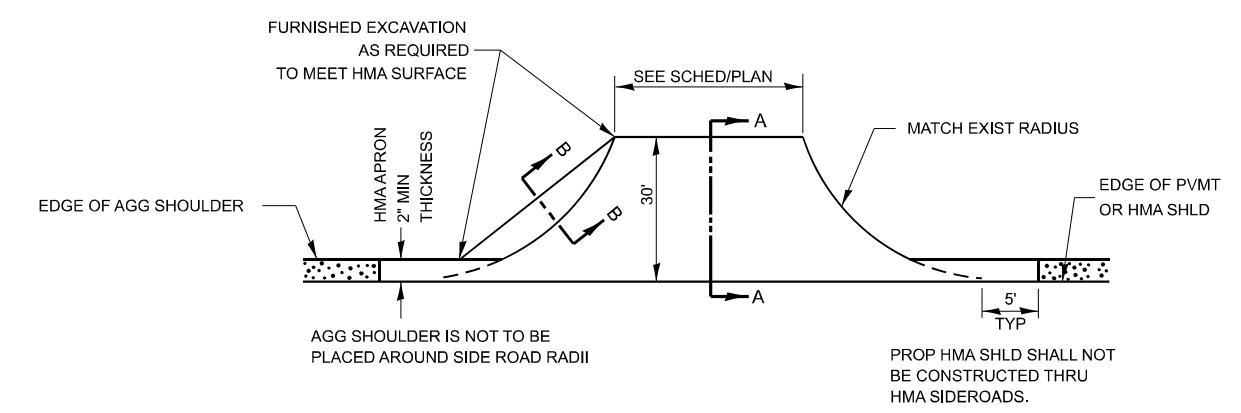 FURNISHED EXCAVATION
AS REQUIRED
TO MEET HMA SURFACE
SEE SCHED/PLAN
A
MATCH EXIST RADIUS
HMA APRON
2" MIN
THICKNESS
B
B
30'
EDGE OF AGG SHOULDER
EDGE OF PVMT
OR HMA SHLD
A
5'
TYP
AGG SHOULDER IS NOT TO BE
PLACED AROUND SIDE ROAD RADII
PROP HMA SHLD SHALL NOT
BE CONSTRUCTED THRU
HMA SIDEROADS.